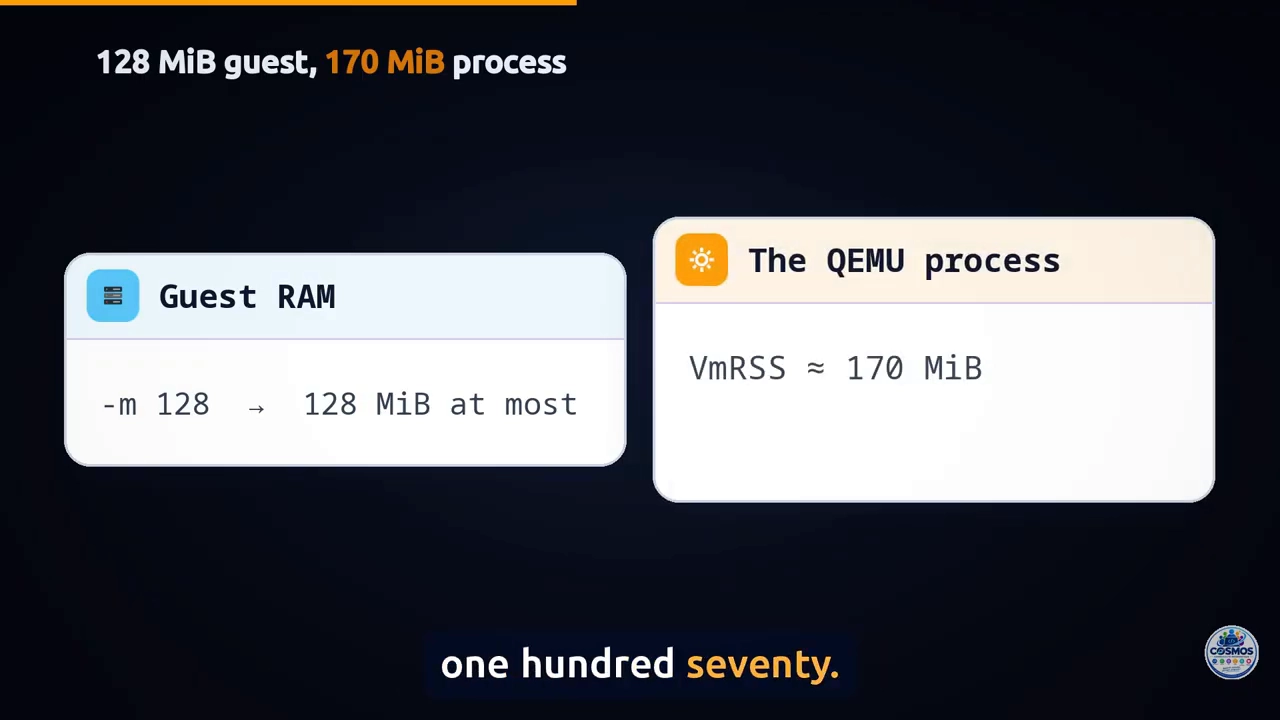 128 MiB guest, 170 MiB process
Guest RAM
-m 128 → 128 MiB at most
The QEMU process
VmRSS ≈ 170 MiB
one hundred seventy.
COSMOS